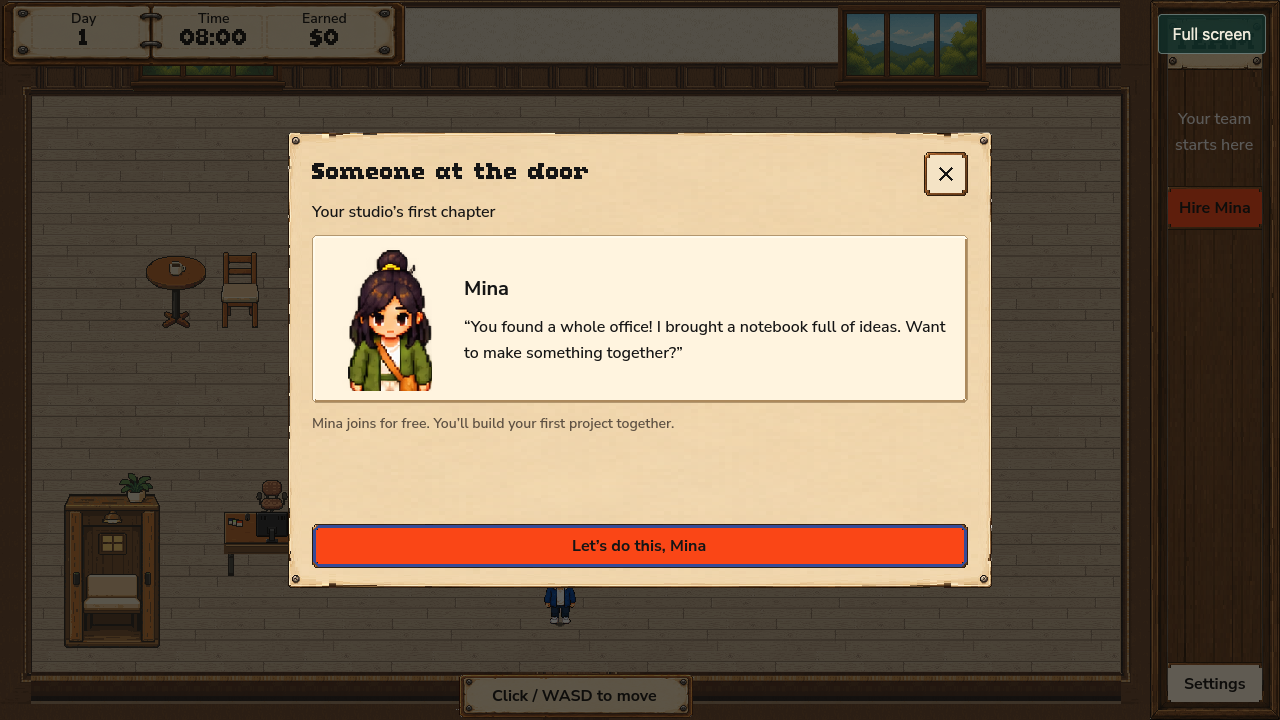 Day
1
Time
08:00
Earned
$0
Full screen
Your team
starts here
Hire Mina
Someone at the door
Your studio’s first chapter
Mina
“You found a whole office! I brought a notebook full of ideas. Want
to make something together?”
Mina joins for free. You’ll build your first project together.
Let’s do this, Mina
Click / WASD to move
Settings